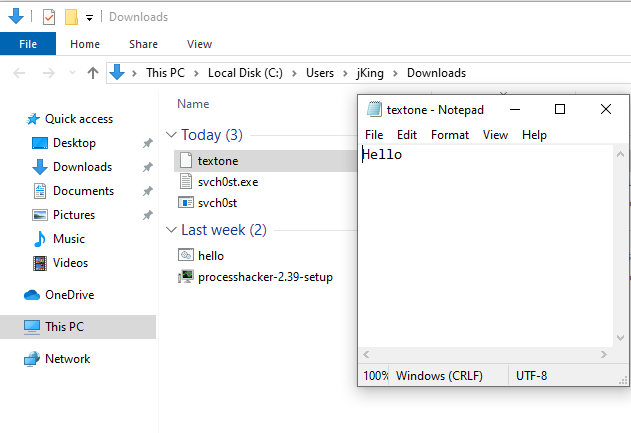 Downloads
File Home Share View
This PC > Local Disk (C:) > Users > jKing > Downloads
Name
Quick access
Desktop
Downloads
Documents
Pictures
Music
Videos
OneDrive
This PC
Network
Today (3)
textone
svch0st.exe
svch0st
Last week (2)
hello
processhacker-2.39-setup
textone - Notepad
File Edit Format View Help
Hello
100% Windows (CRLF) UTF-8